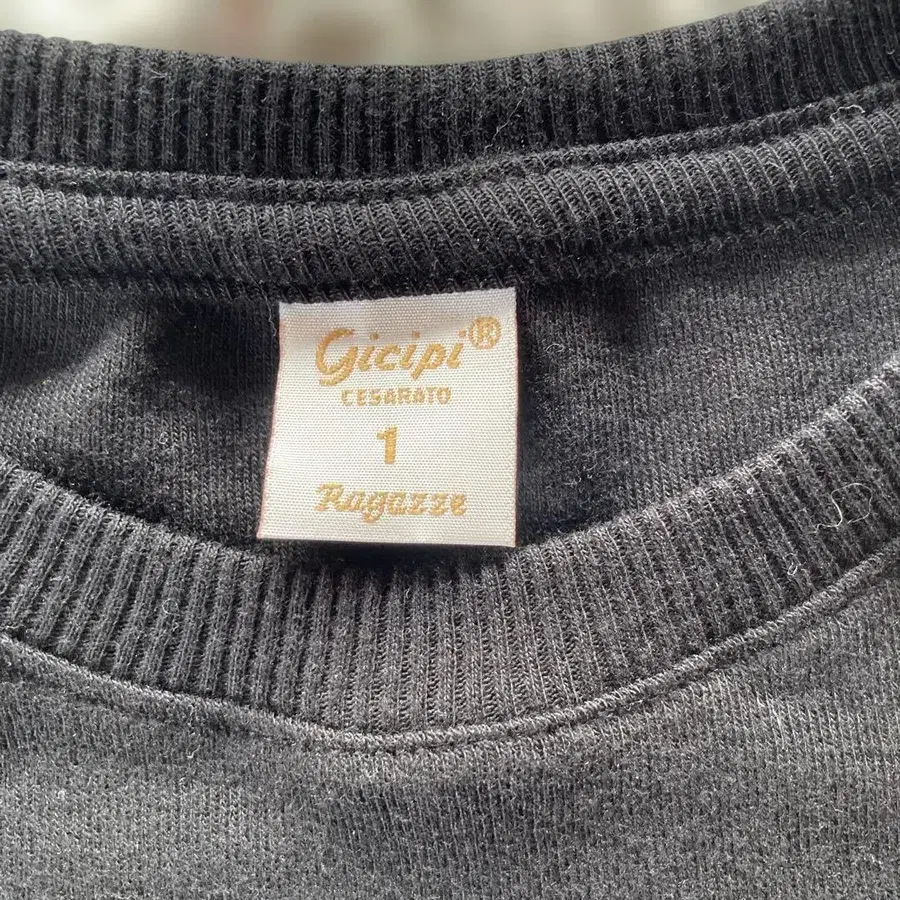 Gicipi®
CESARATO
1
Ragazze